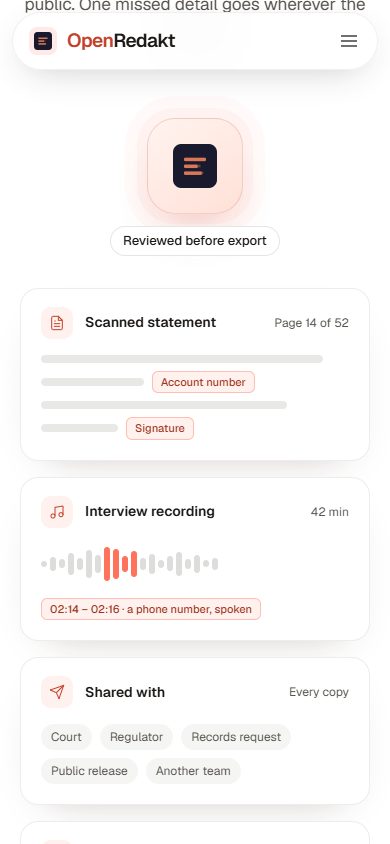 public. One missed detail goes wherever the
OpenRedakt
Reviewed before export
Scanned statement
Page 14 of 52
Account number
Signature
Interview recording
42 min
02:14 – 02:16 · a phone number, spoken
Shared with
Every copy
Court
Regulator
Records request
Public release
Another team